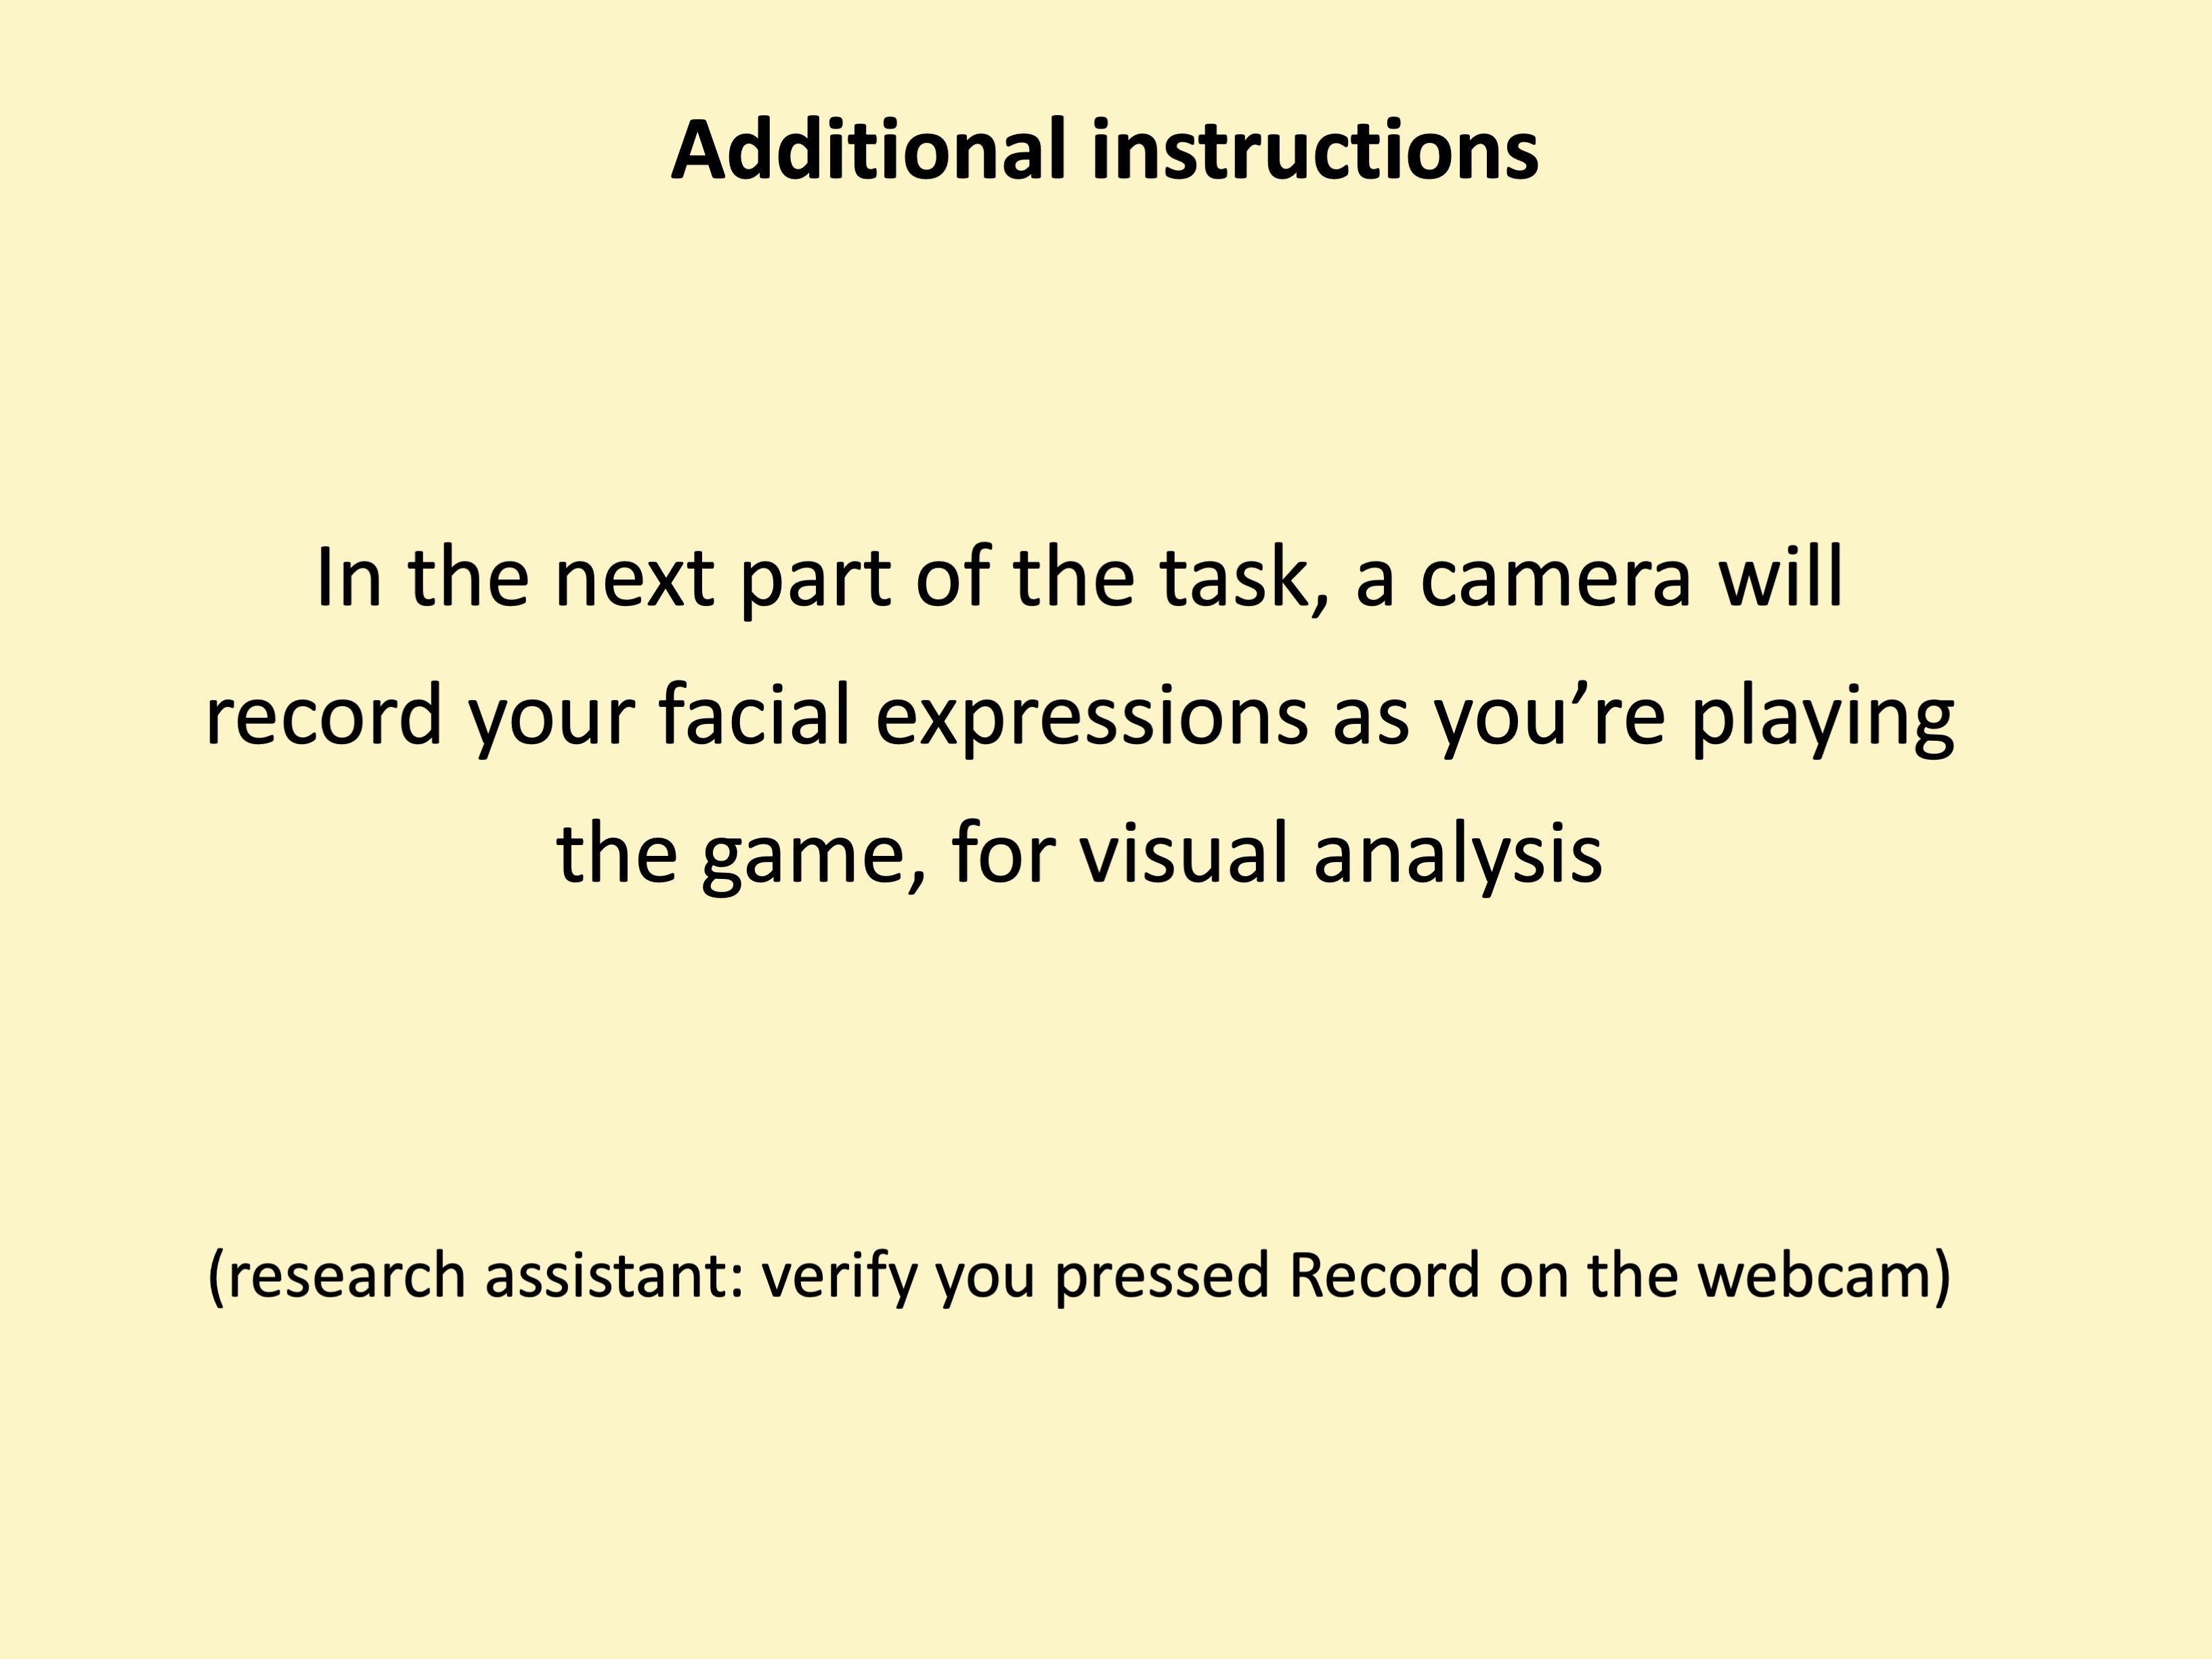 Additional instructions
In the next part of the task, a camera will
record your facial expressions as you’re playing
the game, for visual analysis
(research assistant: verify you pressed Record on the webcam)